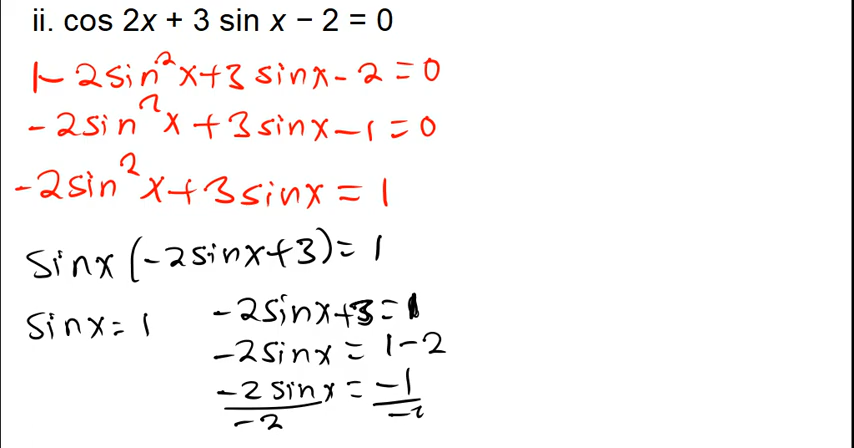 ii. cos 2x + 3 sin x − 2 = 0
1 - 2sin²x + 3 sinx - 2 = 0
- 2sin²x + 3sinx - 1 = 0
- 2sin²x + 3sinx = 1
sinx (-2sinx+3) = 1
sinx = 1 -2sinx+3 = 1
-2sinx = 1 - 2
-2 sinx = -1
-2 -2